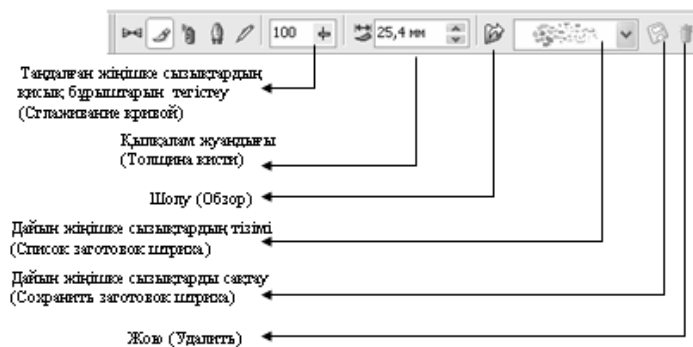 100
25,4 мм
Таңдалған жіңішке сызықтардың
қисық бұрыштарын тегістеу
(Сглаживание кривой)
Қылқалам жуандығы
(Толщина кисти)
Шолу (Обзор)
Дайын жіңішке сызықтардың тізімі
(Список заготовок штриха)
Дайын жіңішке сызықтарды сақтау
(Сохранить заготовок штриха)
Жою (Удалить)